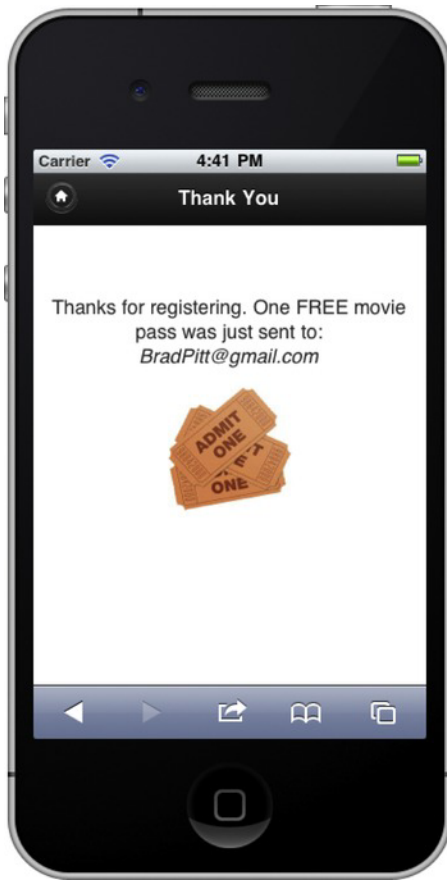 Carrier 4:41 PM
Thank You
Thanks for registering. One FREE movie
pass was just sent to:
BradPitt@gmail.com
ADMIT
ONE
ONE